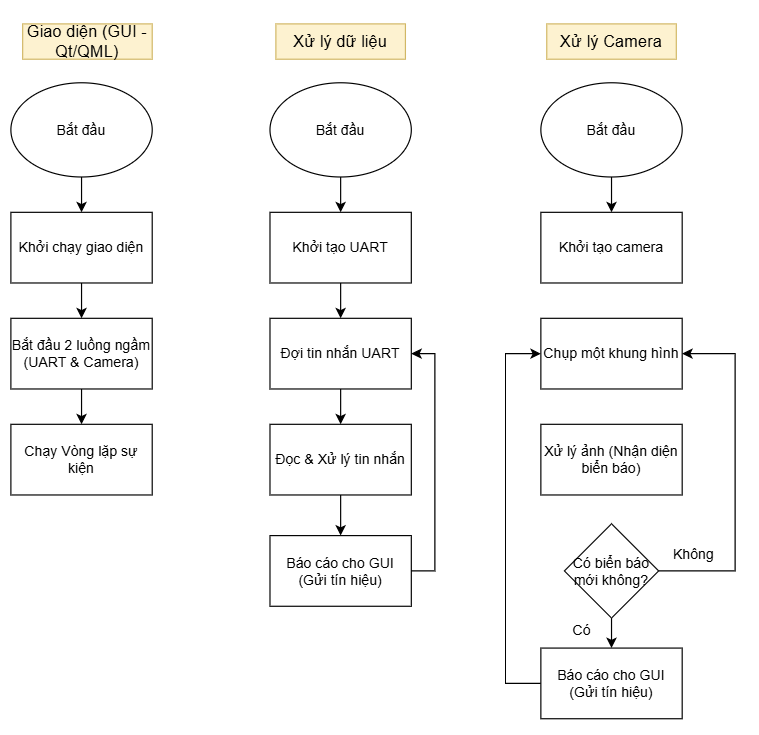 Giao diện (GUI -
Qt/QML)
Bắt đầu
Khởi chạy giao diện
Bắt đầu 2 luồng ngầm
(UART & Camera)
Chạy Vòng lặp sự
kiện
Xử lý dữ liệu
Bắt đầu
Khởi tạo UART
Đợi tin nhắn UART
Đọc & Xử lý tin nhắn
Báo cáo cho GUI
(Gửi tín hiệu)
Xử lý Camera
Bắt đầu
Khởi tạo camera
Chụp một khung hình
Xử lý ảnh (Nhận diện
biển báo)
Có biển báo
mới không?
Không
Có
Báo cáo cho GUI
(Gửi tín hiệu)